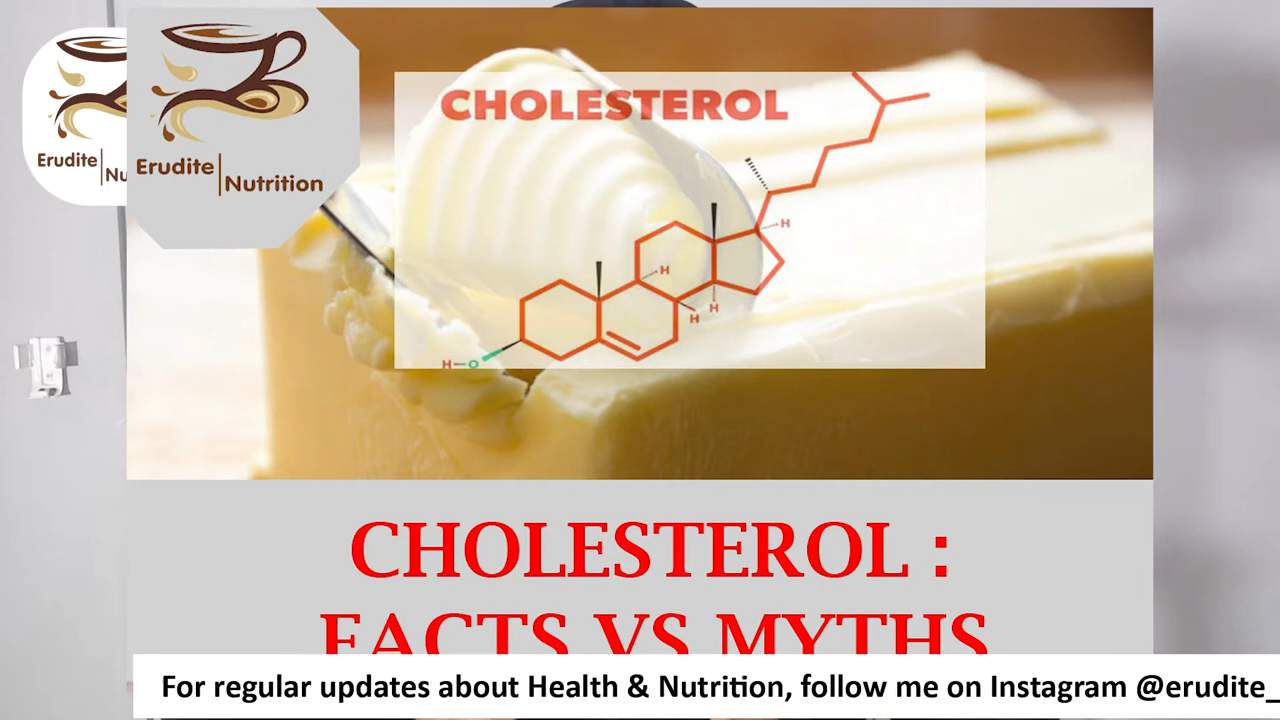 Erudite
Nu
Erudite
Nutrition
CHOLESTEROL
H
H
H
H
H–O
CHOLESTEROL :
FACTS VS MYTHS
For regular updates about Health & Nutrition, follow me on Instagram @erudite_